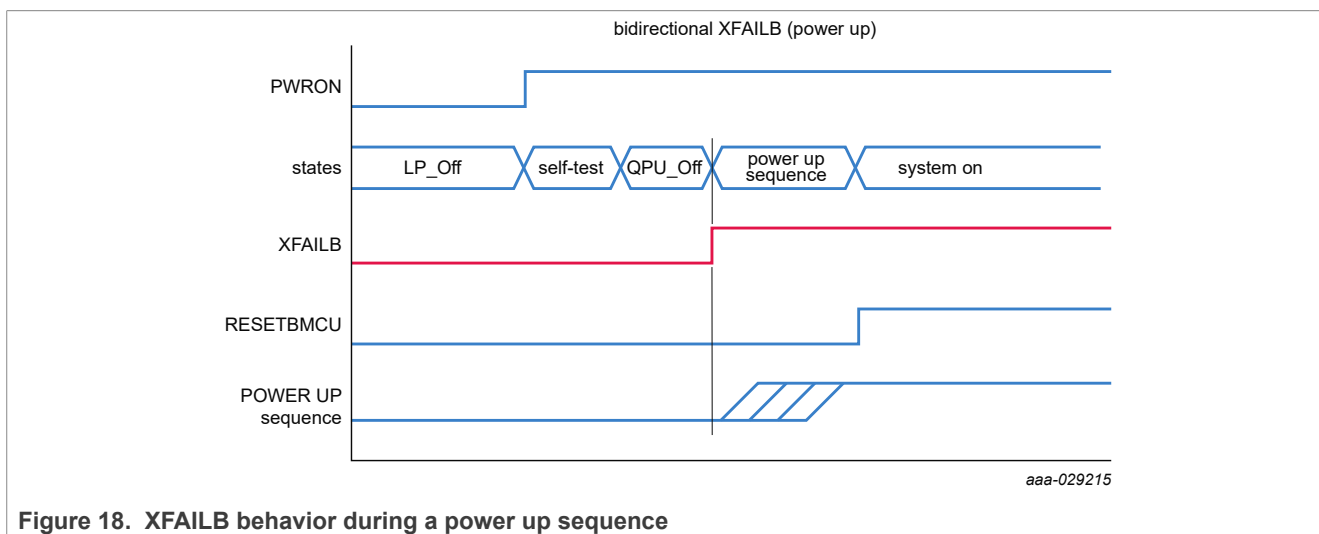 bidirectional XFAILB (power up)
PWRON
states
LP_Off
self-test
QPU_Off
power up
sequence
system on
XFAILB
RESETBMCU
POWER UP
sequence
aaa-029215
Figure 18. XFAILB behavior during a power up sequence